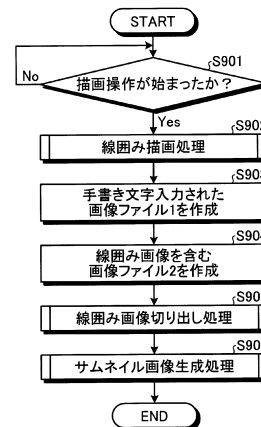 START
S901
描画操作が始まったか？
No
Yes
S902
線囲み描画処理
手書き文字入力された
画像ファイル1を作成
線囲み画像を含む
画像ファイル2を作成
線囲み画像切り出し処理
サムネイル画像生成処理
END